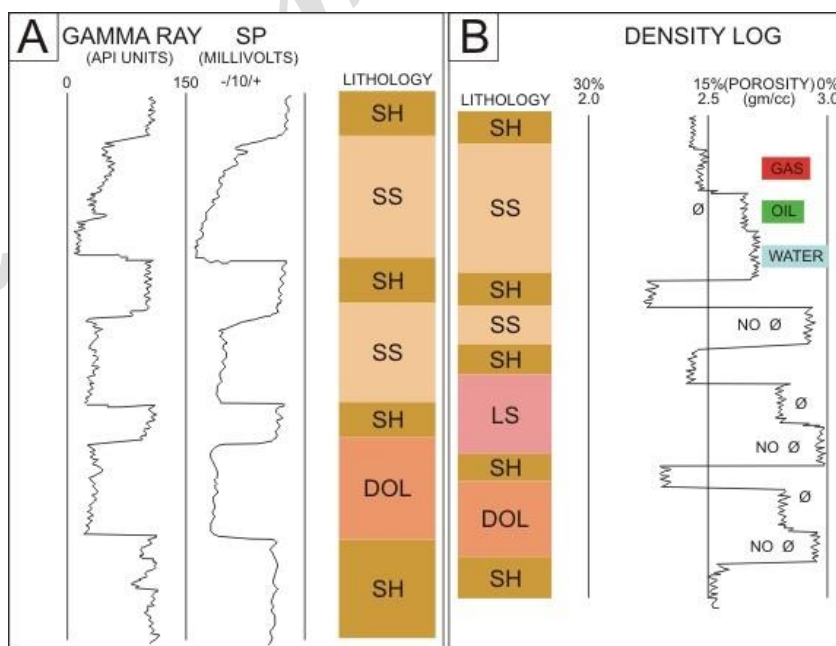 A
GAMMA RAY SP
(API UNITS) (MILLIVOLTS)
0 150 -/10/+
LITHOLOGY
SH
SS
SH
SS
SH
DOL
SH
B
DENSITY LOG
LITHOLOGY
30% 15% (POROSITY) 0%
2.0 2.5 (gm/cc) 3.0
SH
SS
SH
SS
SH
LS
SH
DOL
SH
GAS
Ø OIL
WATER
NO Ø
Ø
NO Ø
Ø
NO Ø